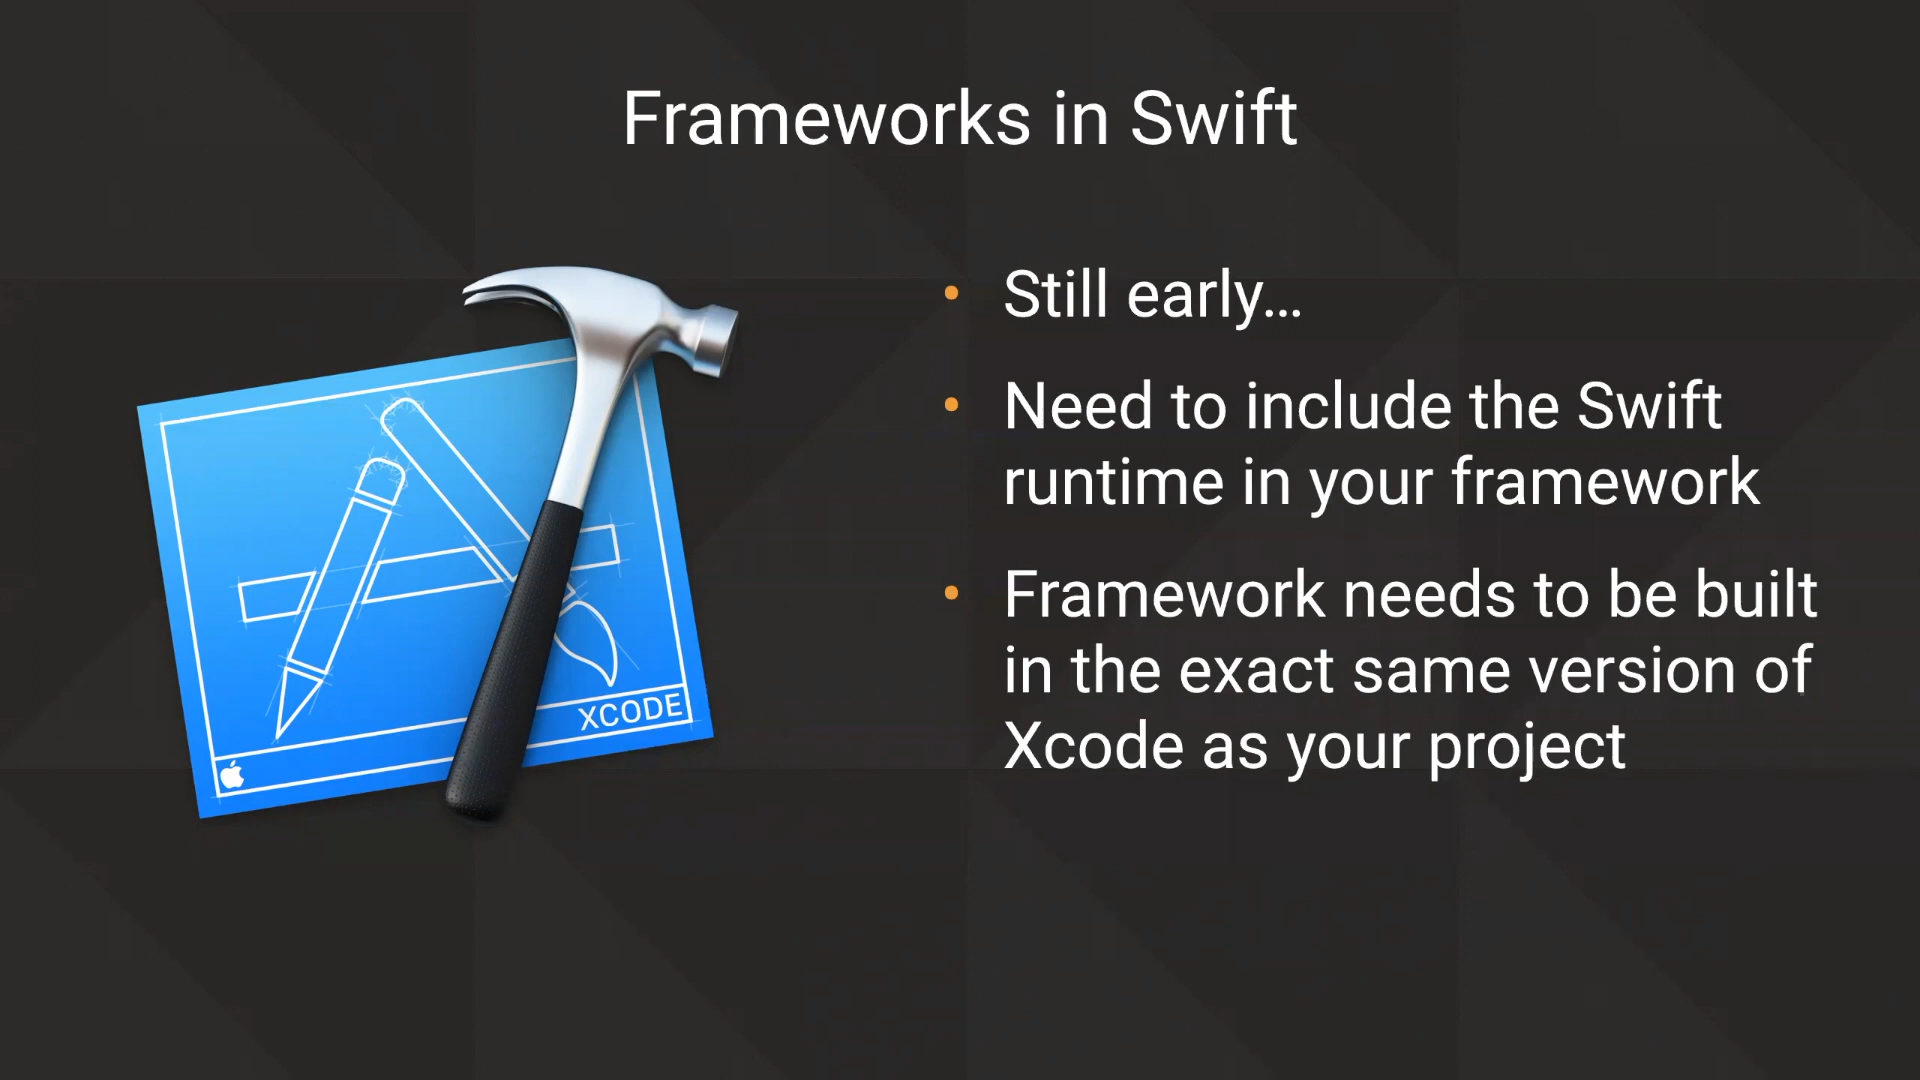 Frameworks in Swift
• Still early...
• Need to include the Swift
runtime in your framework
• Framework needs to be built
in the exact same version of
Xcode as your project
XCODE